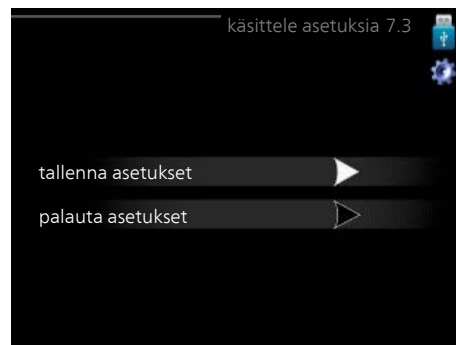 käsittele asetuksia 7.3
tallenna asetukset
palauta asetukset